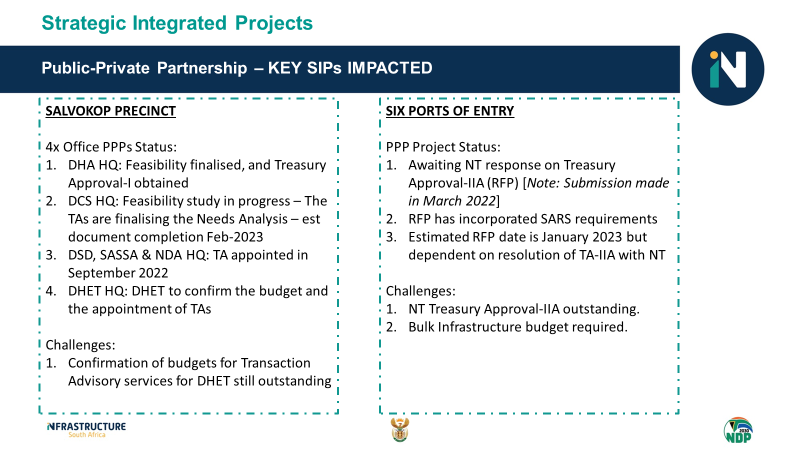 Strategic Integrated Projects
Public-Private Partnership – KEY SIPs IMPACTED
iN
SALVOKOP PRECINCT
4x Office PPPs Status:
1. DHA HQ: Feasibility finalised, and Treasury
Approval-I obtained
2. DCS HQ: Feasibility study in progress – The
TAs are finalising the Needs Analysis – est
document completion Feb-2023
3. DSD, SASSA & NDA HQ: TA appointed in
September 2022
4. DHET HQ: DHET to confirm the budget and
the appointment of TAs
Challenges:
1. Confirmation of budgets for Transaction
Advisory services for DHET still outstanding
SIX PORTS OF ENTRY
PPP Project Status:
1. Awaiting NT response on Treasury
Approval-IIA (RFP) [Note: Submission made
in March 2022]
2. RFP has incorporated SARS requirements
3. Estimated RFP date is January 2023 but
dependent on resolution of TA-IIA with NT
Challenges:
1. NT Treasury Approval-IIA outstanding.
2. Bulk Infrastructure budget required.
iNFRASTRUCTURE
South Africa
2030
NDP